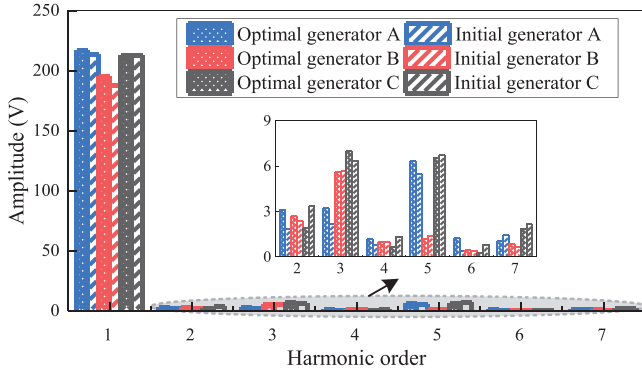 250
200
150
100
50
0
Amplitude (V)
Optimal generator A Initial generator A
Optimal generator B Initial generator B
Optimal generator C Initial generator C
9
6
3
0
2 3 4 5 6 7
1 2 3 4 5 6 7
Harmonic order